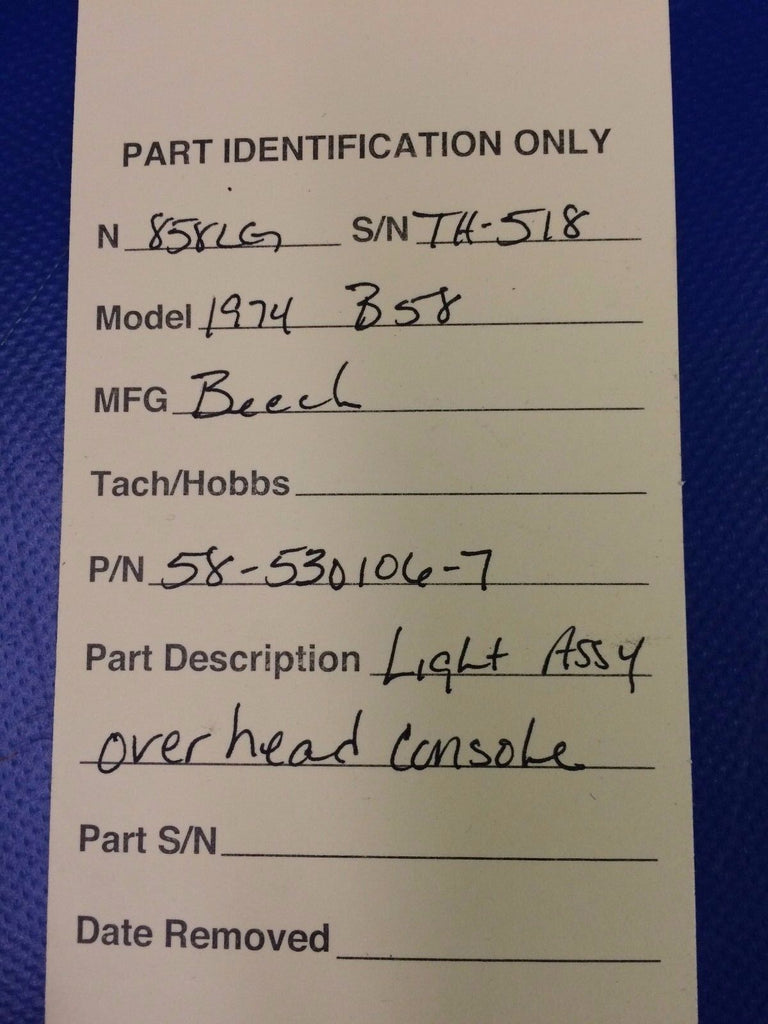 PART IDENTIFICATION ONLY
N 858LG S/N TH-518
Model 1974 B58
MFG Beech
Tach/Hobbs
P/N 58-530106-7
Part Description Light Assy
overhead console
Part S/N
Date Removed